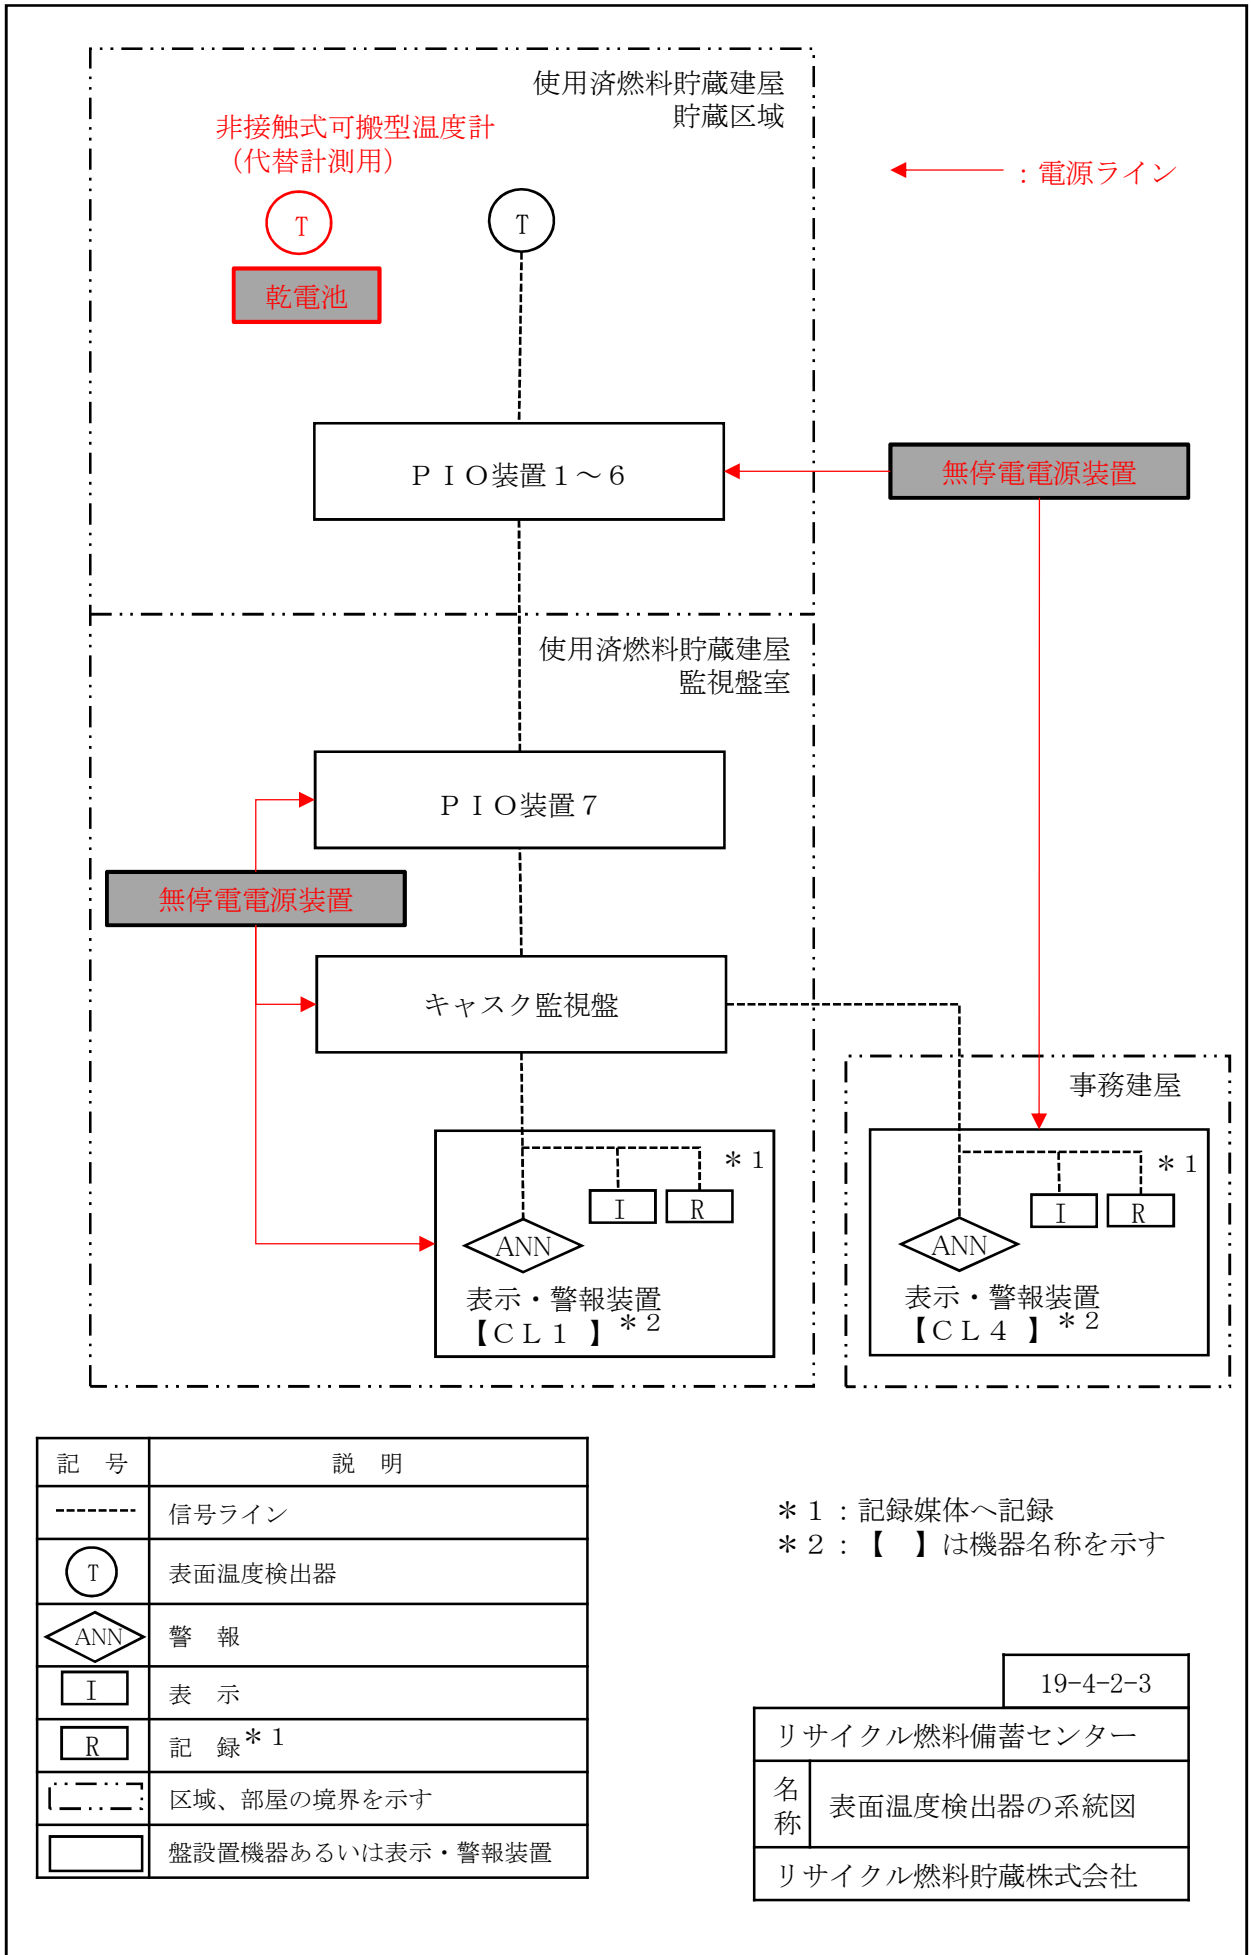 使用済燃料貯蔵建屋
貯蔵区域
非接触式可搬型温度計
（代替計測用）
：電源ライン
T
T
乾電池
ＰＩＯ装置１～６
無停電電源装置
使用済燃料貯蔵建屋
監視盤室
ＰＩＯ装置７
無停電電源装置
キャスク監視盤
事務建屋
＊１
I
R
ANN
表示・警報装置
【ＣＬ１】＊２
＊１
I
R
ANN
表示・警報装置
【ＣＬ４】＊２
記　号
説　明
信号ライン
T
表面温度検出器
ANN
警　報
I
表　示
R
記　録＊１
区域、部屋の境界を示す
盤設置機器あるいは表示・警報装置
＊１：記録媒体へ記録
＊２：【　】は機器名称を示す
19-4-2-3
リサイクル燃料備蓄センター
名称
表面温度検出器の系統図
リサイクル燃料貯蔵株式会社